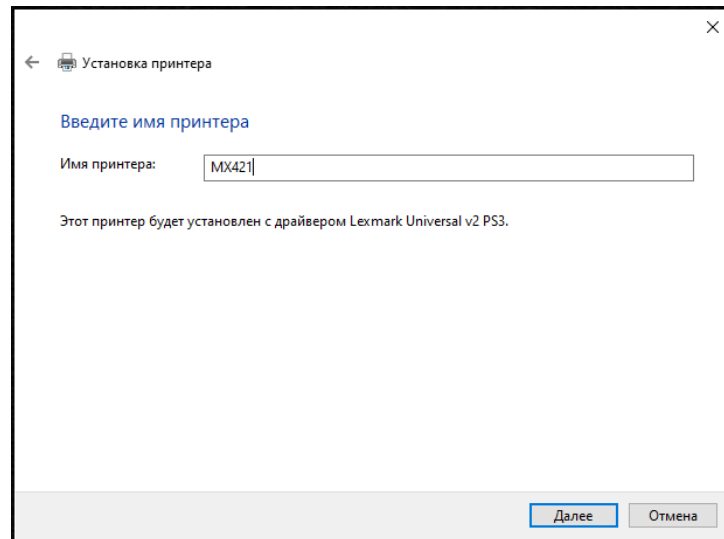 Установка принтера
Введите имя принтера
Имя принтера: MX421
Этот принтер будет установлен с драйвером Lexmark Universal v2 PS3.
Далее Отмена